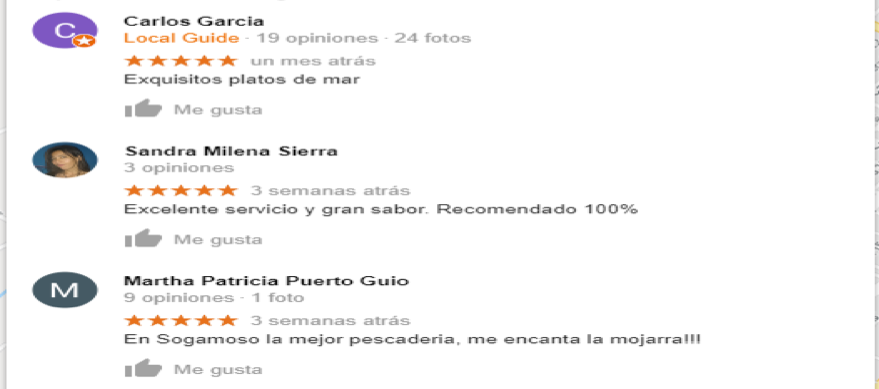 C
Carlos Garcia
Local Guide · 19 opiniones · 24 fotos
un mes atrás
Exquisitos platos de mar
Me gusta
Sandra Milena Sierra
3 opiniones
3 semanas atrás
Excelente servicio y gran sabor. Recomendado 100%
Me gusta
M
Martha Patricia Puerto Guio
9 opiniones · 1 foto
3 semanas atrás
En Sogamoso la mejor pescaderia, me encanta la mojarra!!!
Me gusta